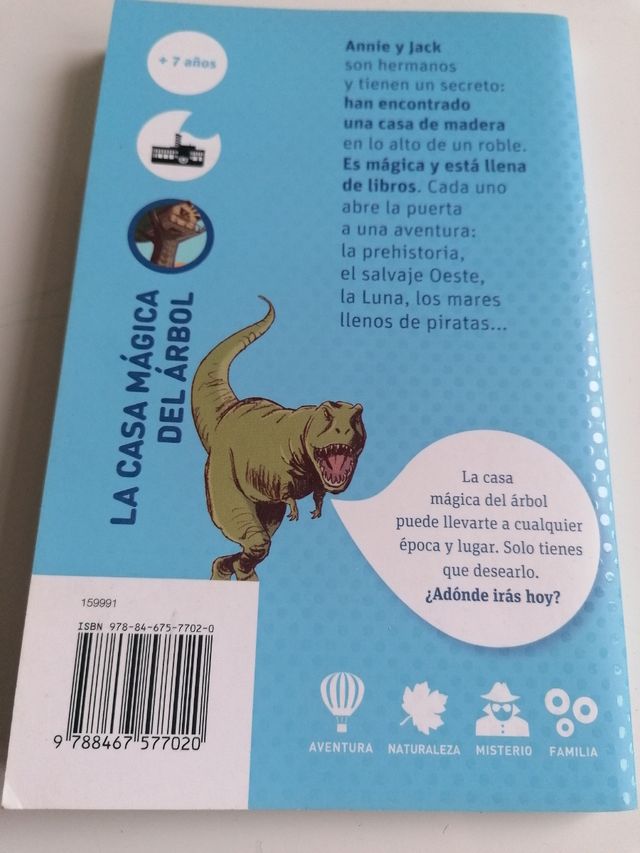 + 7 años
Annie y Jack
son hermanos
y tienen un secreto:
han encontrado
una casa de madera
en lo alto de un roble.
Es mágica y está llena
de libros. Cada uno
abre la puerta
a una aventura:
la prehistoria,
el salvaje Oeste,
la Luna, los mares
llenos de piratas...
LA CASA MÁGICA
DEL ÁRBOL
La casa
mágica del árbol
puede llevarte a cualquier
época y lugar. Solo tienes
que desearlo.
¿Adónde irás hoy?
159991
ISBN 978-84-675-7702-0
9 788467 577020
AVENTURA
NATURALEZA
MISTERIO
FAMILIA